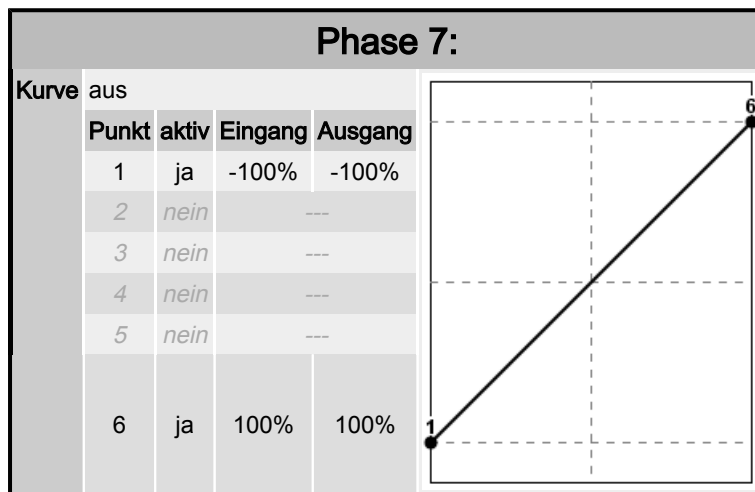 Phase 7:
Kurve aus
Punkt aktiv Eingang Ausgang
1 ja -100% -100%
2 nein ---
3 nein ---
4 nein ---
5 nein ---
6 ja 100% 100%
6
1